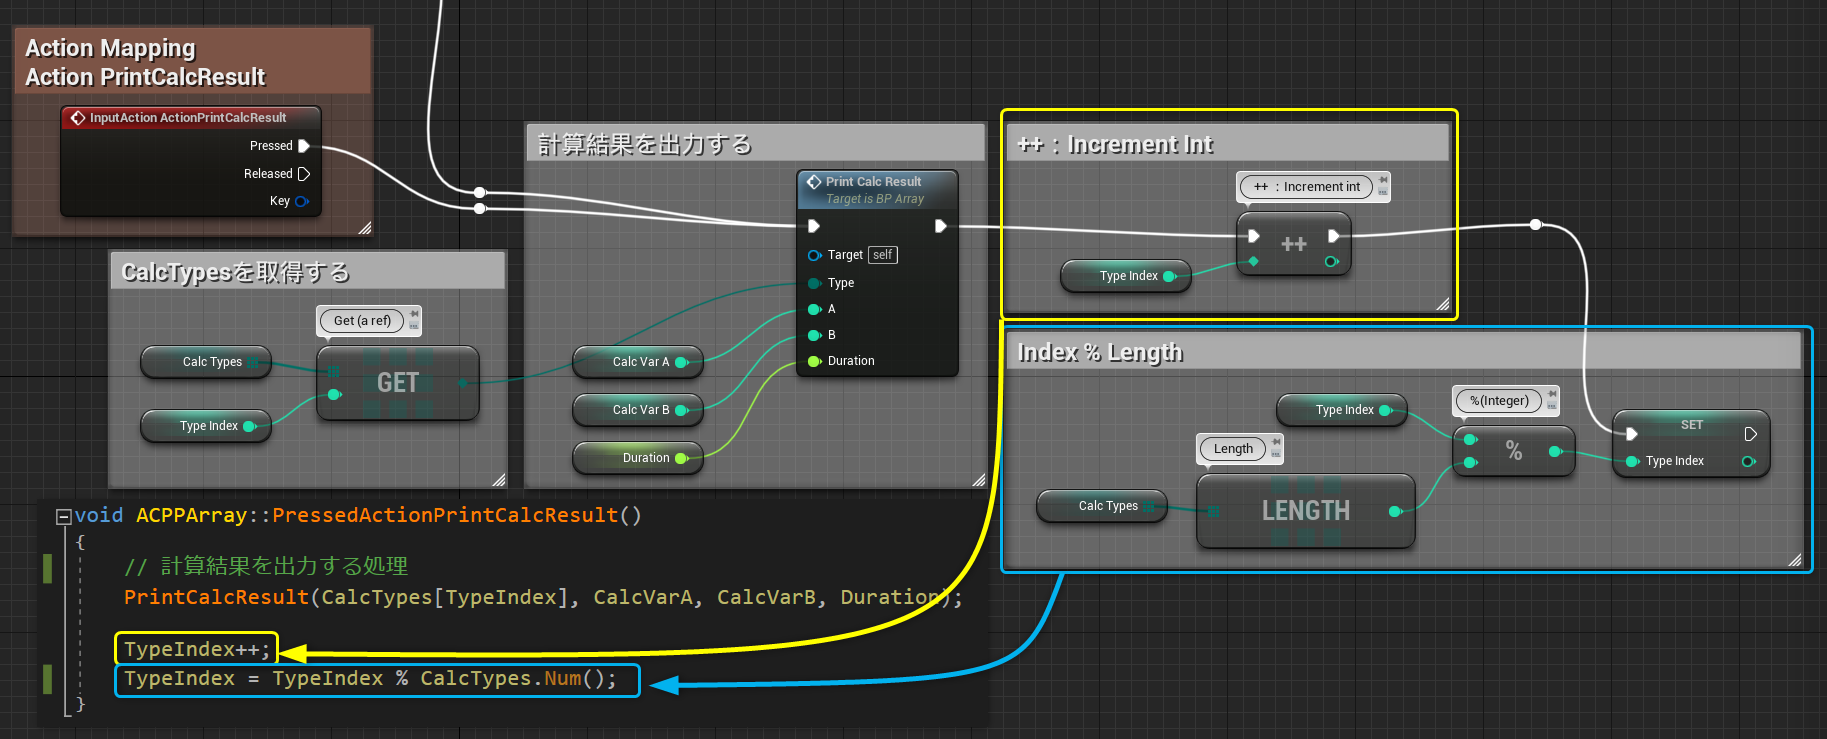 Action Mapping
Action PrintCalcResult
InputAction ActionPrintCalcResult
Pressed
Released
Key
CalcTypesを取得する
Get (a ref)
Calc Types
GET
Type Index
計算結果を出力する
Print Calc Result
Target is BP Array
Target self
Type
A
B
Duration
Calc Var A
Calc Var B
Duration
++ : Increment Int
++ : Increment int
++
Type Index
Index % Length
Type Index
%(Integer)
%
Length
Calc Types
LENGTH
SET
Type Index
void ACPPArray::PressedActionPrintCalcResult()
{
// 計算結果を出力する処理
PrintCalcResult(CalcTypes[TypeIndex], CalcVarA, CalcVarB, Duration);
TypeIndex++;
TypeIndex = TypeIndex % CalcTypes.Num();
}